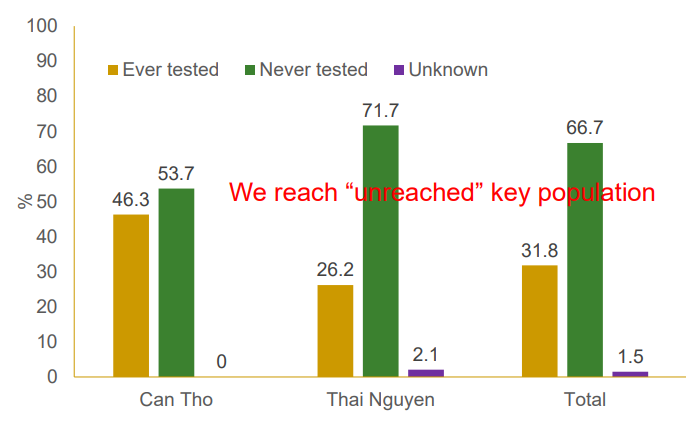 100
90
80
70
60
50
40
30
20
10
0
%
Ever tested Never tested Unknown
46.3 53.7 0
26.2 71.7 2.1
31.8 66.7 1.5
We reach “unreached” key population
Can Tho Thai Nguyen Total